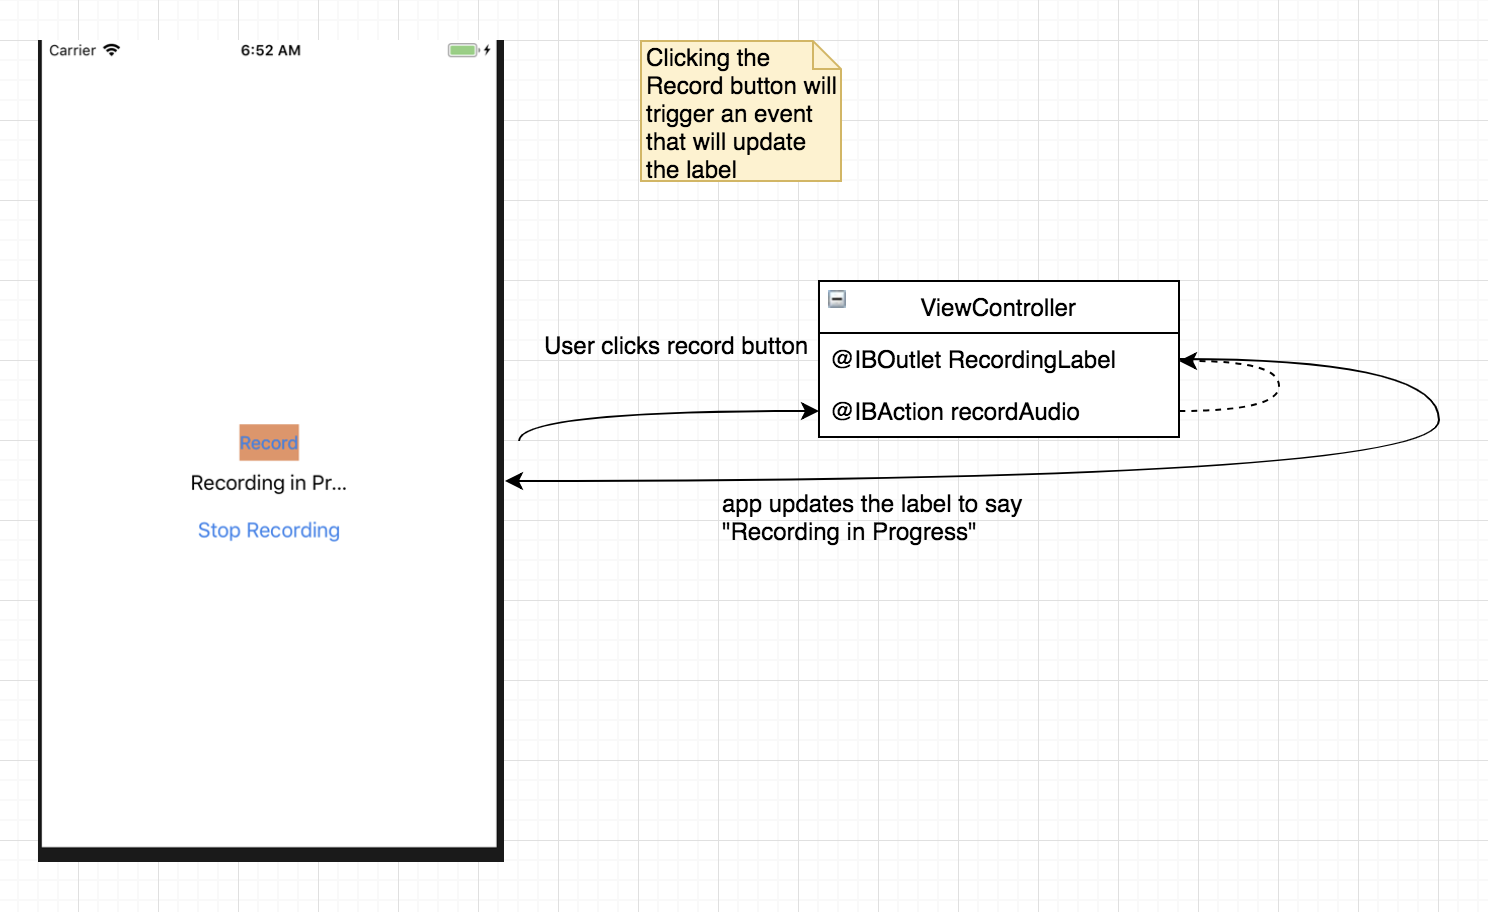 Carrier
6:52 AM
Clicking the
Record button will
trigger an event
that will update
the label
ViewController
User clicks record button
@IBOutlet RecordingLabel
@IBAction recordAudio
Record
Recording in Pr...
Stop Recording
app updates the label to say
"Recording in Progress"